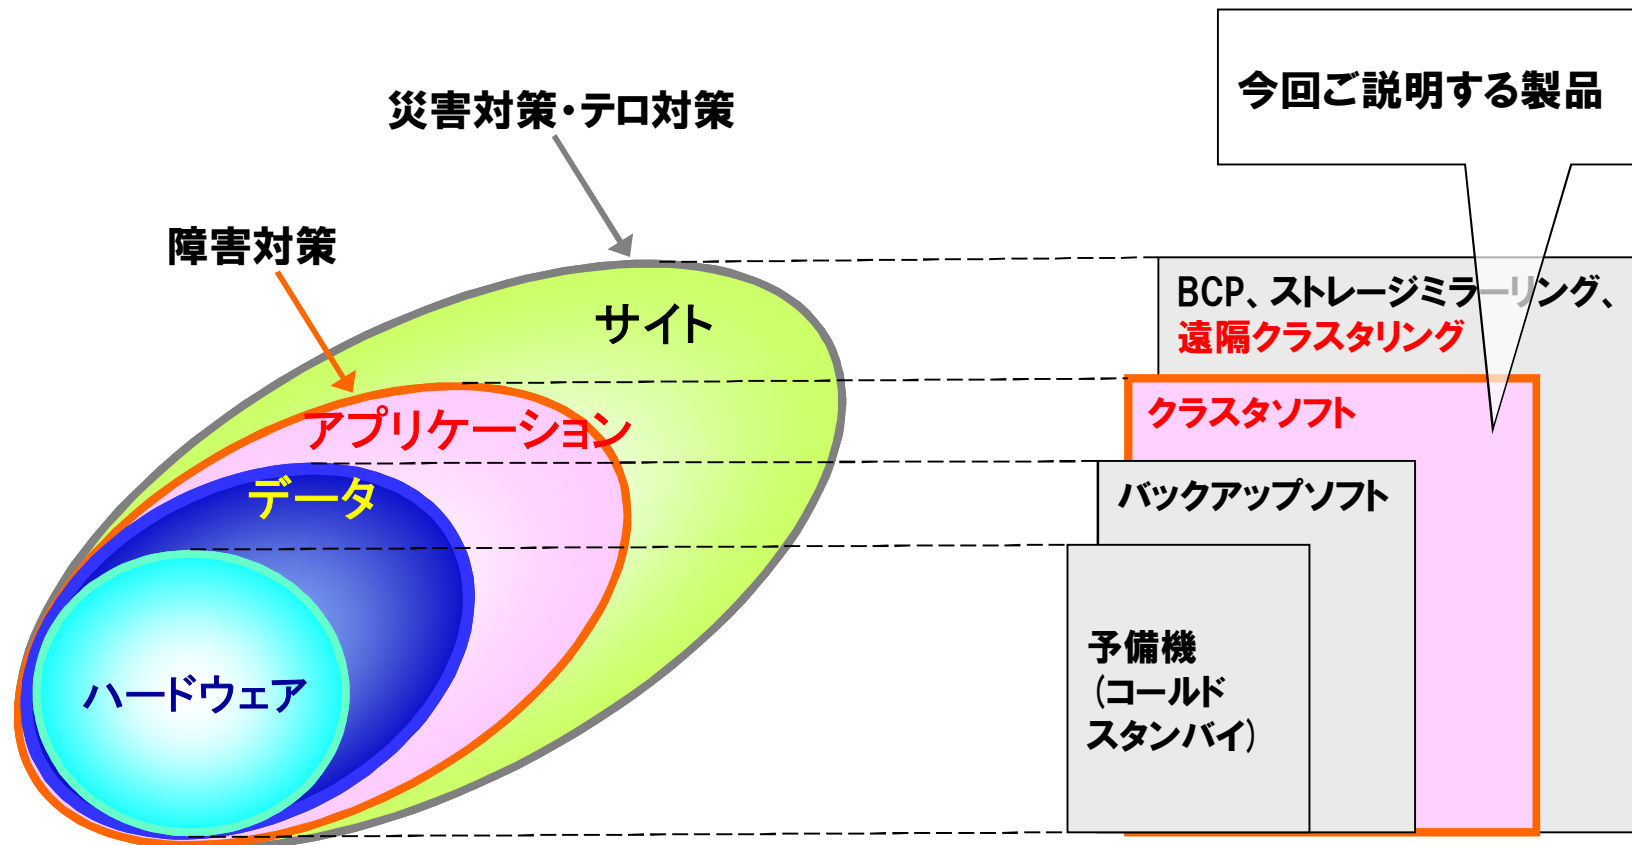 今回ご説明する製品
災害対策・テロ対策
障害対策
サイト
アプリケーション
データ
ハードウェア
BCP、ストレージミラーリング、
遠隔クラスタリング
クラスタソフト
バックアップソフト
予備機
（コールド
スタンバイ）